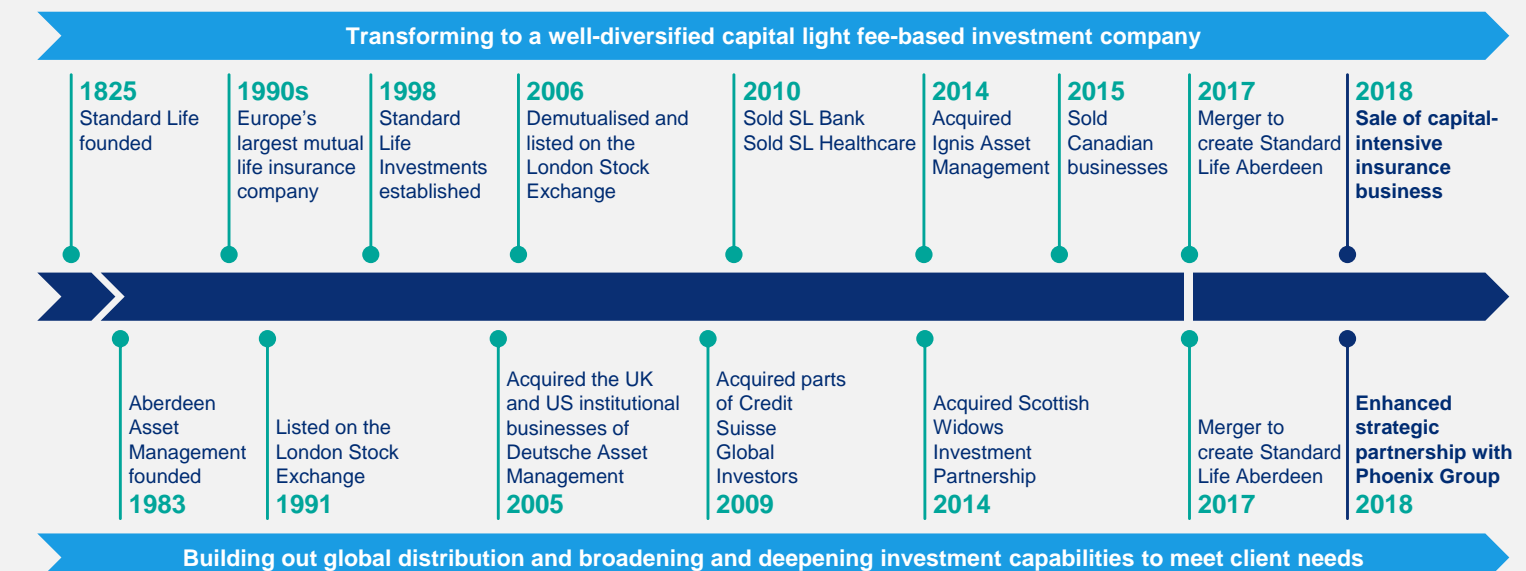 Transforming to a well-diversified capital light fee-based investment company
1825
Standard Life
founded
1990s
Europe’s
largest mutual
life insurance
company
1998
Standard
Life
Investments
established
2006
Demutualised and
listed on the
London Stock
Exchange
2010
Sold SL Bank
Sold SL Healthcare
2014
Acquired
Ignis Asset
Management
2015
Sold
Canadian
businesses
2017
Merger to
create Standard
Life Aberdeen
2018
Sale of capital-
intensive
insurance
business
Aberdeen
Asset
Management
founded
1983
Listed on the
London Stock
Exchange
1991
Acquired the UK
and US institutional
businesses of
Deutsche Asset
Management
2005
Acquired parts
of Credit
Suisse
Global
Investors
2009
Acquired Scottish
Widows
Investment
Partnership
2014
Merger to
create Standard
Life Aberdeen
2017
Enhanced
strategic
partnership with
Phoenix Group
2018
Building out global distribution and broadening and deepening investment capabilities to meet client needs